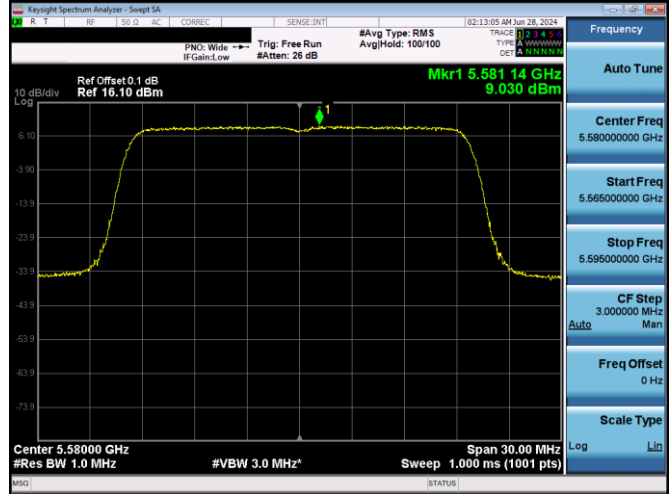 Keysight Spectrum Analyzer - Swept SA
R T RF 50 Ω AC CORREC SENSE:INT 02:13:05 AM Jun 28, 2024
PNO: Wide
IFGain:Low
Trig: Free Run
#Atten: 26 dB
#Avg Type: RMS
Avg|Hold: 100/100
TRACE 1 2 3 4 5 6
TYPE A WWWWW
DET A N N N N N
Ref Offset 0.1 dB
10 dB/div Ref 16.10 dBm
Log
Mkr1 5.581 14 GHz
9.030 dBm
1
6.10
-3.90
-13.9
-23.9
-33.9
-43.9
-53.9
-63.9
-73.9
Center 5.58000 GHz Span 30.00 MHz
#Res BW 1.0 MHz #VBW 3.0 MHz* Sweep 1.000 ms (1001 pts)
MSG STATUS
Frequency
Auto Tune
Center Freq
5.580000000 GHz
Start Freq
5.565000000 GHz
Stop Freq
5.595000000 GHz
CF Step
3.000000 MHz
Auto Man
Freq Offset
0 Hz
Scale Type
Log Lin